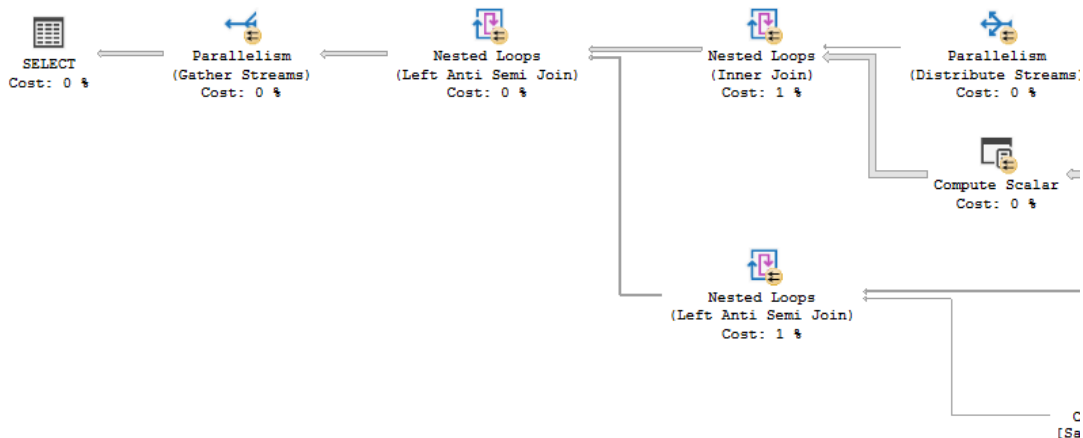 SELECT
Cost: 0 %
Parallelism
(Gather Streams)
Cost: 0 %
Nested Loops
(Left Anti Semi Join)
Cost: 0 %
Nested Loops
(Inner Join)
Cost: 1 %
Parallelism
(Distribute Streams)
Cost: 0 %
Compute Scalar
Cost: 0 %
Nested Loops
(Left Anti Semi Join)
Cost: 1 %